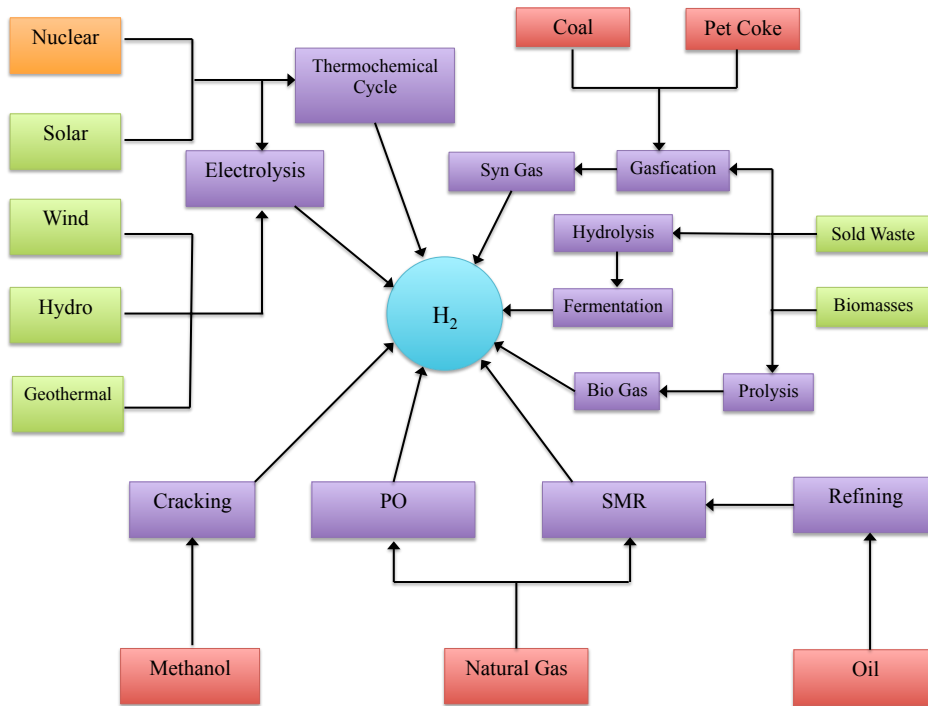 Nuclear
Coal
Pet Coke
Thermochemical
Cycle
Solar
Electrolysis
Syn Gas
Gasfication
Wind
Hydrolysis
Sold Waste
Hydro
H₂
Fermentation
Biomasses
Geothermal
Bio Gas
Prolysis
Cracking
PO
SMR
Refining
Methanol
Natural Gas
Oil